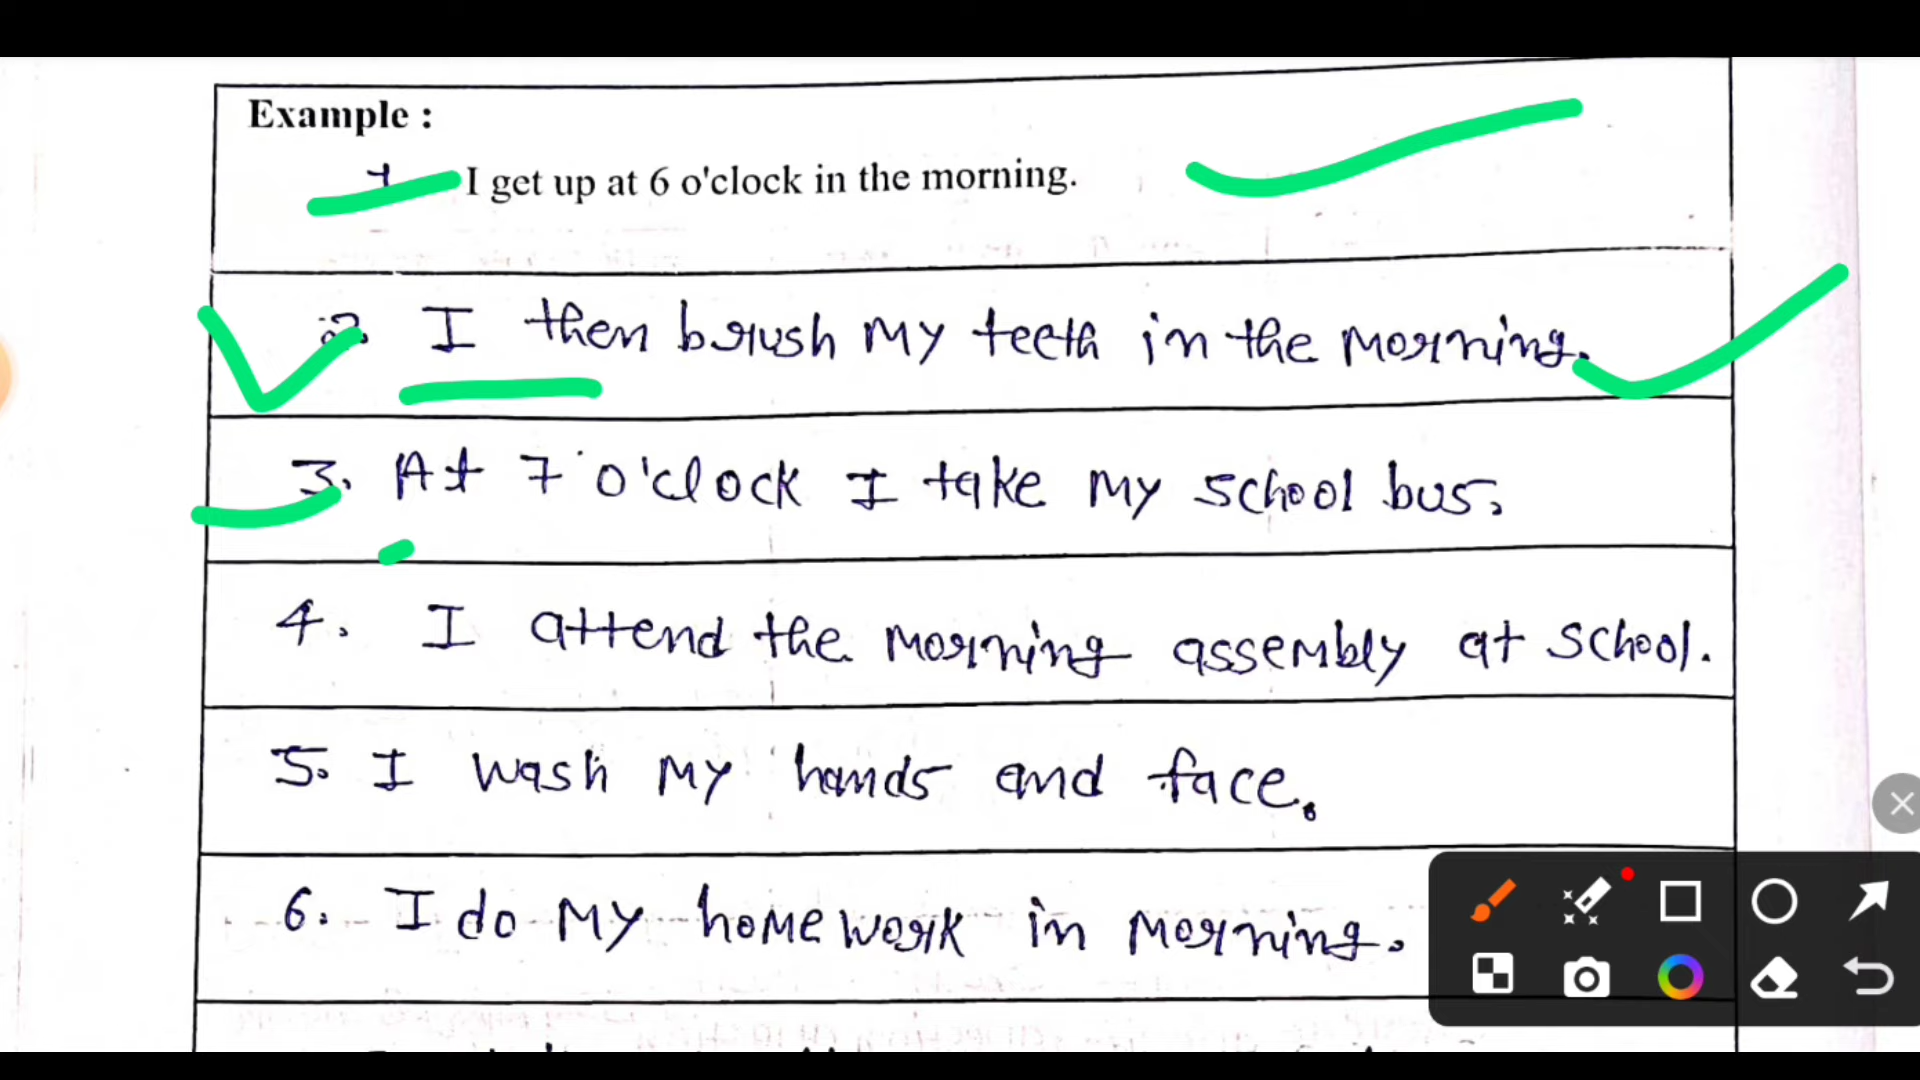 Example :
1 I get up at 6 o'clock in the morning.
2. I then brush my teeth in the morning.
3. At 7 o'clock I take my school bus.
4. I attend the morning assembly at school.
5. I wash my hands and face.
6. I do my homework in morning.